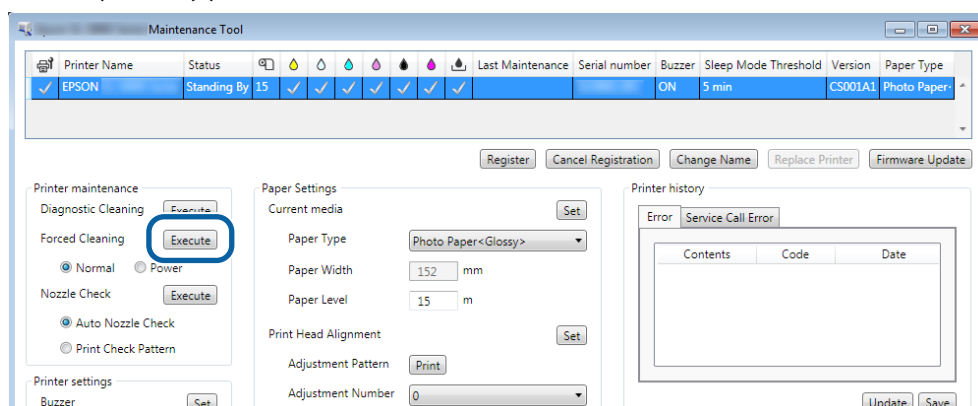 Maintenance Tool
Printer Name Status Last Maintenance Serial number Buzzer Sleep Mode Threshold Version Paper Type
EPSON Standing By 15 ON 5 min CS001A1 Photo Paper
Register Cancel Registration Change Name Replace Printer Firmware Update
Printer maintenance Paper Settings Printer history
Diagnostic Cleaning Execute Current media Set Error Service Call Error
Forced Cleaning Execute Paper Type Photo Paper<Glossy> Contents Code Date
Normal Power Paper Width 152 mm
Nozzle Check Execute Paper Level 15 m
Auto Nozzle Check Print Head Alignment Set
Print Check Pattern Adjustment Pattern Print
Printer settings Adjustment Number 0
Buzzer Set Update Save